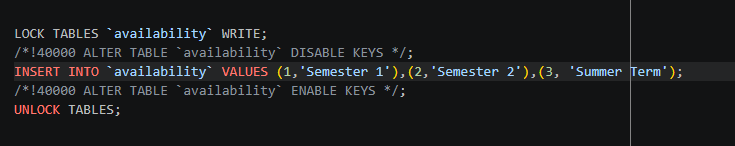 LOCK TABLES `availability` WRITE;
/*!40000 ALTER TABLE `availability` DISABLE KEYS */;
INSERT INTO `availability` VALUES (1,'Semester 1'),(2,'Semester 2'),(3, 'Summer Term');
/*!40000 ALTER TABLE `availability` ENABLE KEYS */;
UNLOCK TABLES;